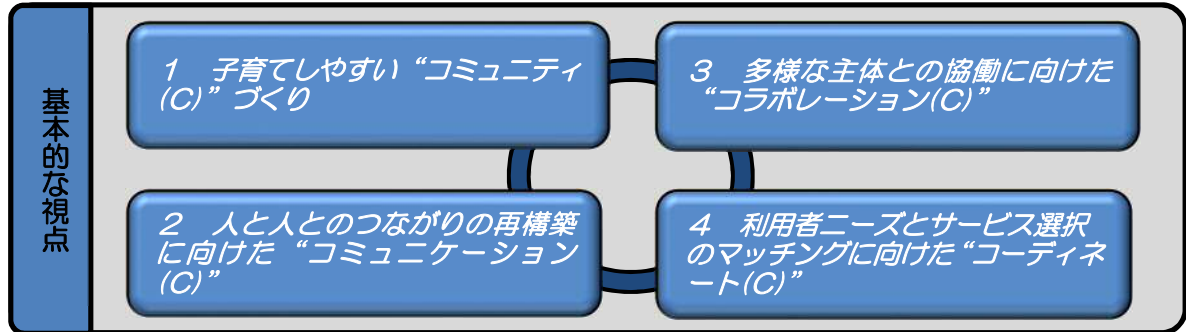 基本的な視点
1　子育てしやすい“コミュニティ
(C)”づくり
2　人と人とのつながりの再構築
に向けた“コミュニケーション
(C)”
3　多様な主体との協働に向けた
“コラボレーション(C)”
4　利用者ニーズとサービス選択
のマッチングに向けた“コーディネ
ート(C)”